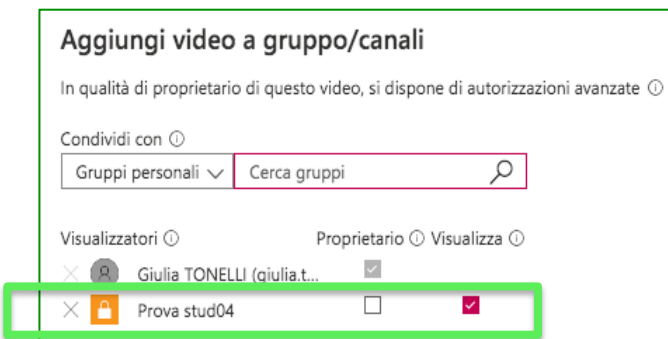 Aggiungi video a gruppo/canali
In qualità di proprietario di questo video, si dispone di autorizzazioni avanzate
Condividi con
Gruppi personali Cerca gruppi
Visualizzatori Proprietario Visualizza
Giulia TONELLI (giulia.t...
Prova stud04